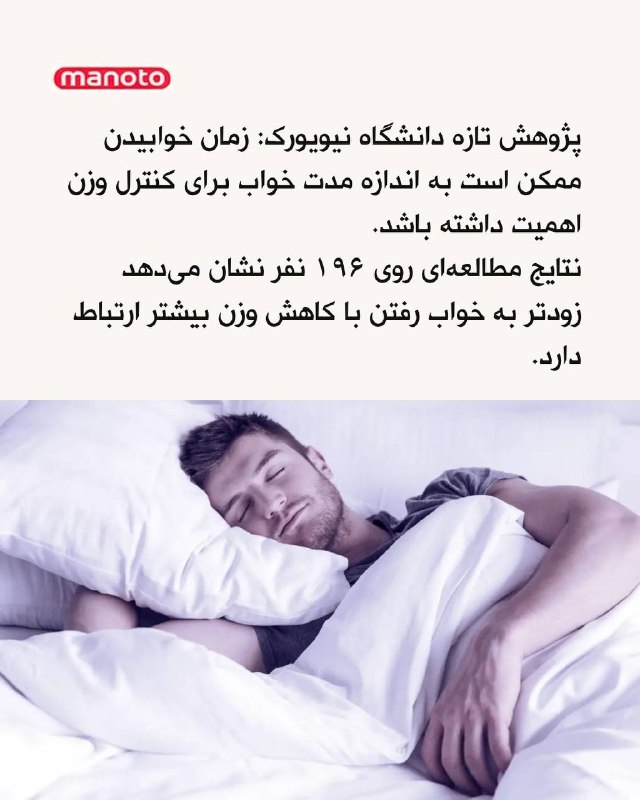 manoto
پژوهش تازه دانشگاه نیویورک: زمان خوابیدن
ممکن است به اندازه مدت خواب برای کنترل وزن
اهمیت داشته باشد.
نتایج مطالعه‌ای روی ۱۹۶ نفر نشان می‌دهد
زودتر به خواب رفتن با کاهش وزن بیشتر ارتباط
دارد.